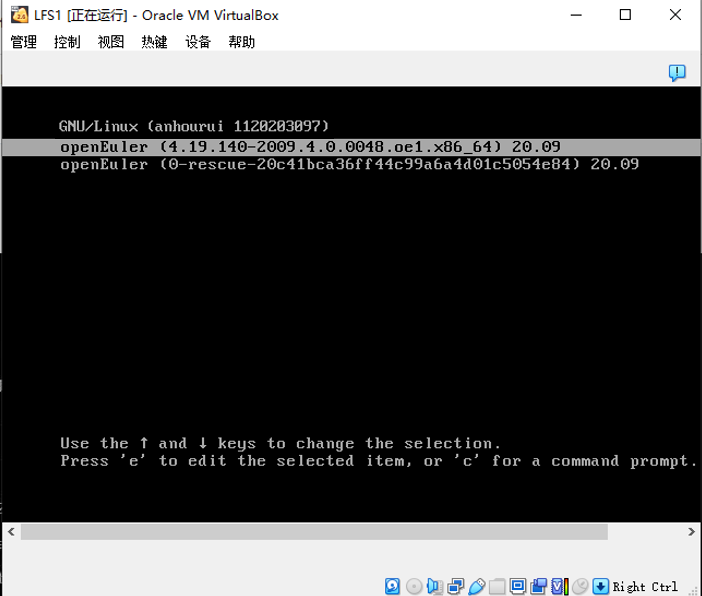 LFS1 [正在运行] - Oracle VM VirtualBox
管理 控制 视图 热键 设备 帮助
GNU/Linux (anhourui 1120203097)
openEuler (4.19.140-2009.4.0.0048.oe1.x86_64) 20.09
openEuler (0-rescue-20c41bca36ff44c99a6a4d01c5054e84) 20.09
Use the ↑ and ↓ keys to change the selection.
Press 'e' to edit the selected item, or 'c' for a command prompt.
Right Ctrl